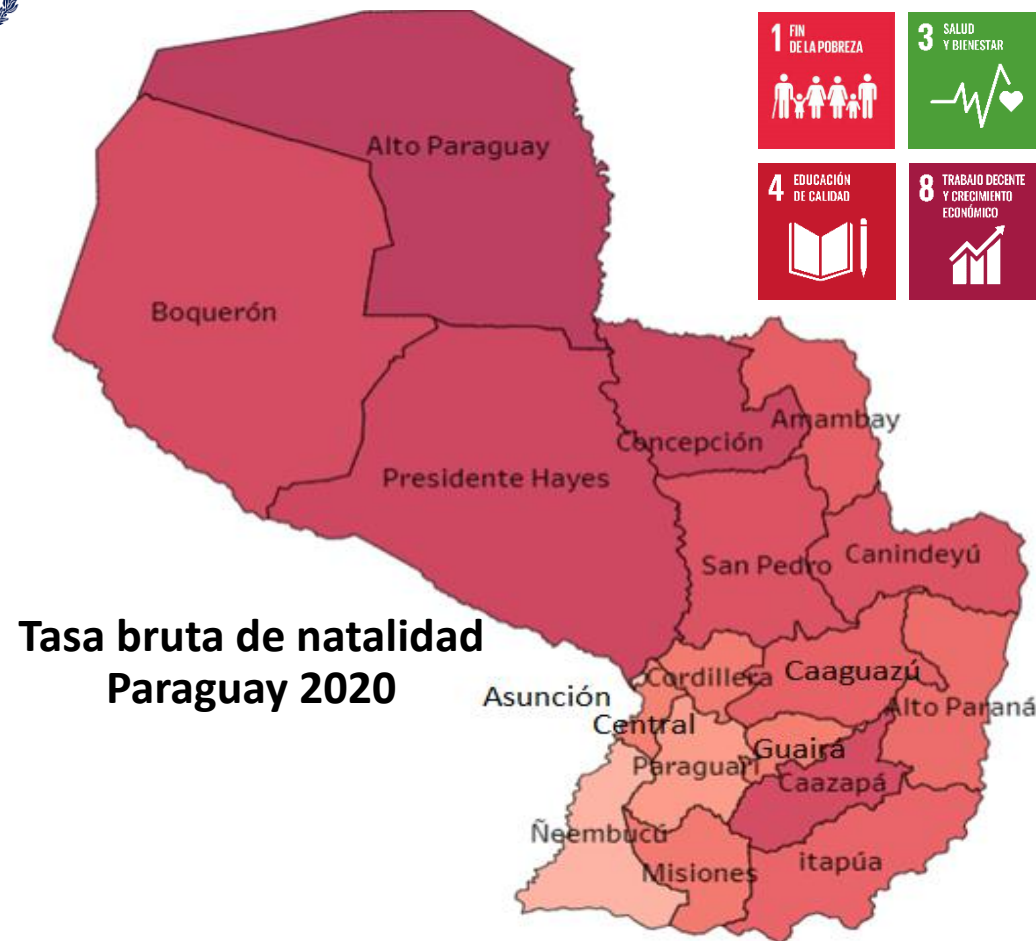 1 FIN
DE LA POBREZA
3 SALUD
Y BIENESTAR
4 EDUCACIÓN
DE CALIDAD
8 TRABAJO DECENTE
Y CRECIMIENTO
ECONÓMICO
Alto Paraguay
Boquerón
Amambay
Concepción
Presidente Hayes
San Pedro
Canindeyú
Tasa bruta de natalidad
Paraguay 2020
Cordillera
Caaguazú
Asunción
Alto Paraná
Central
Guairá
Paraguarí
Caazapá
Ñeembucú
Misiones
itapúa